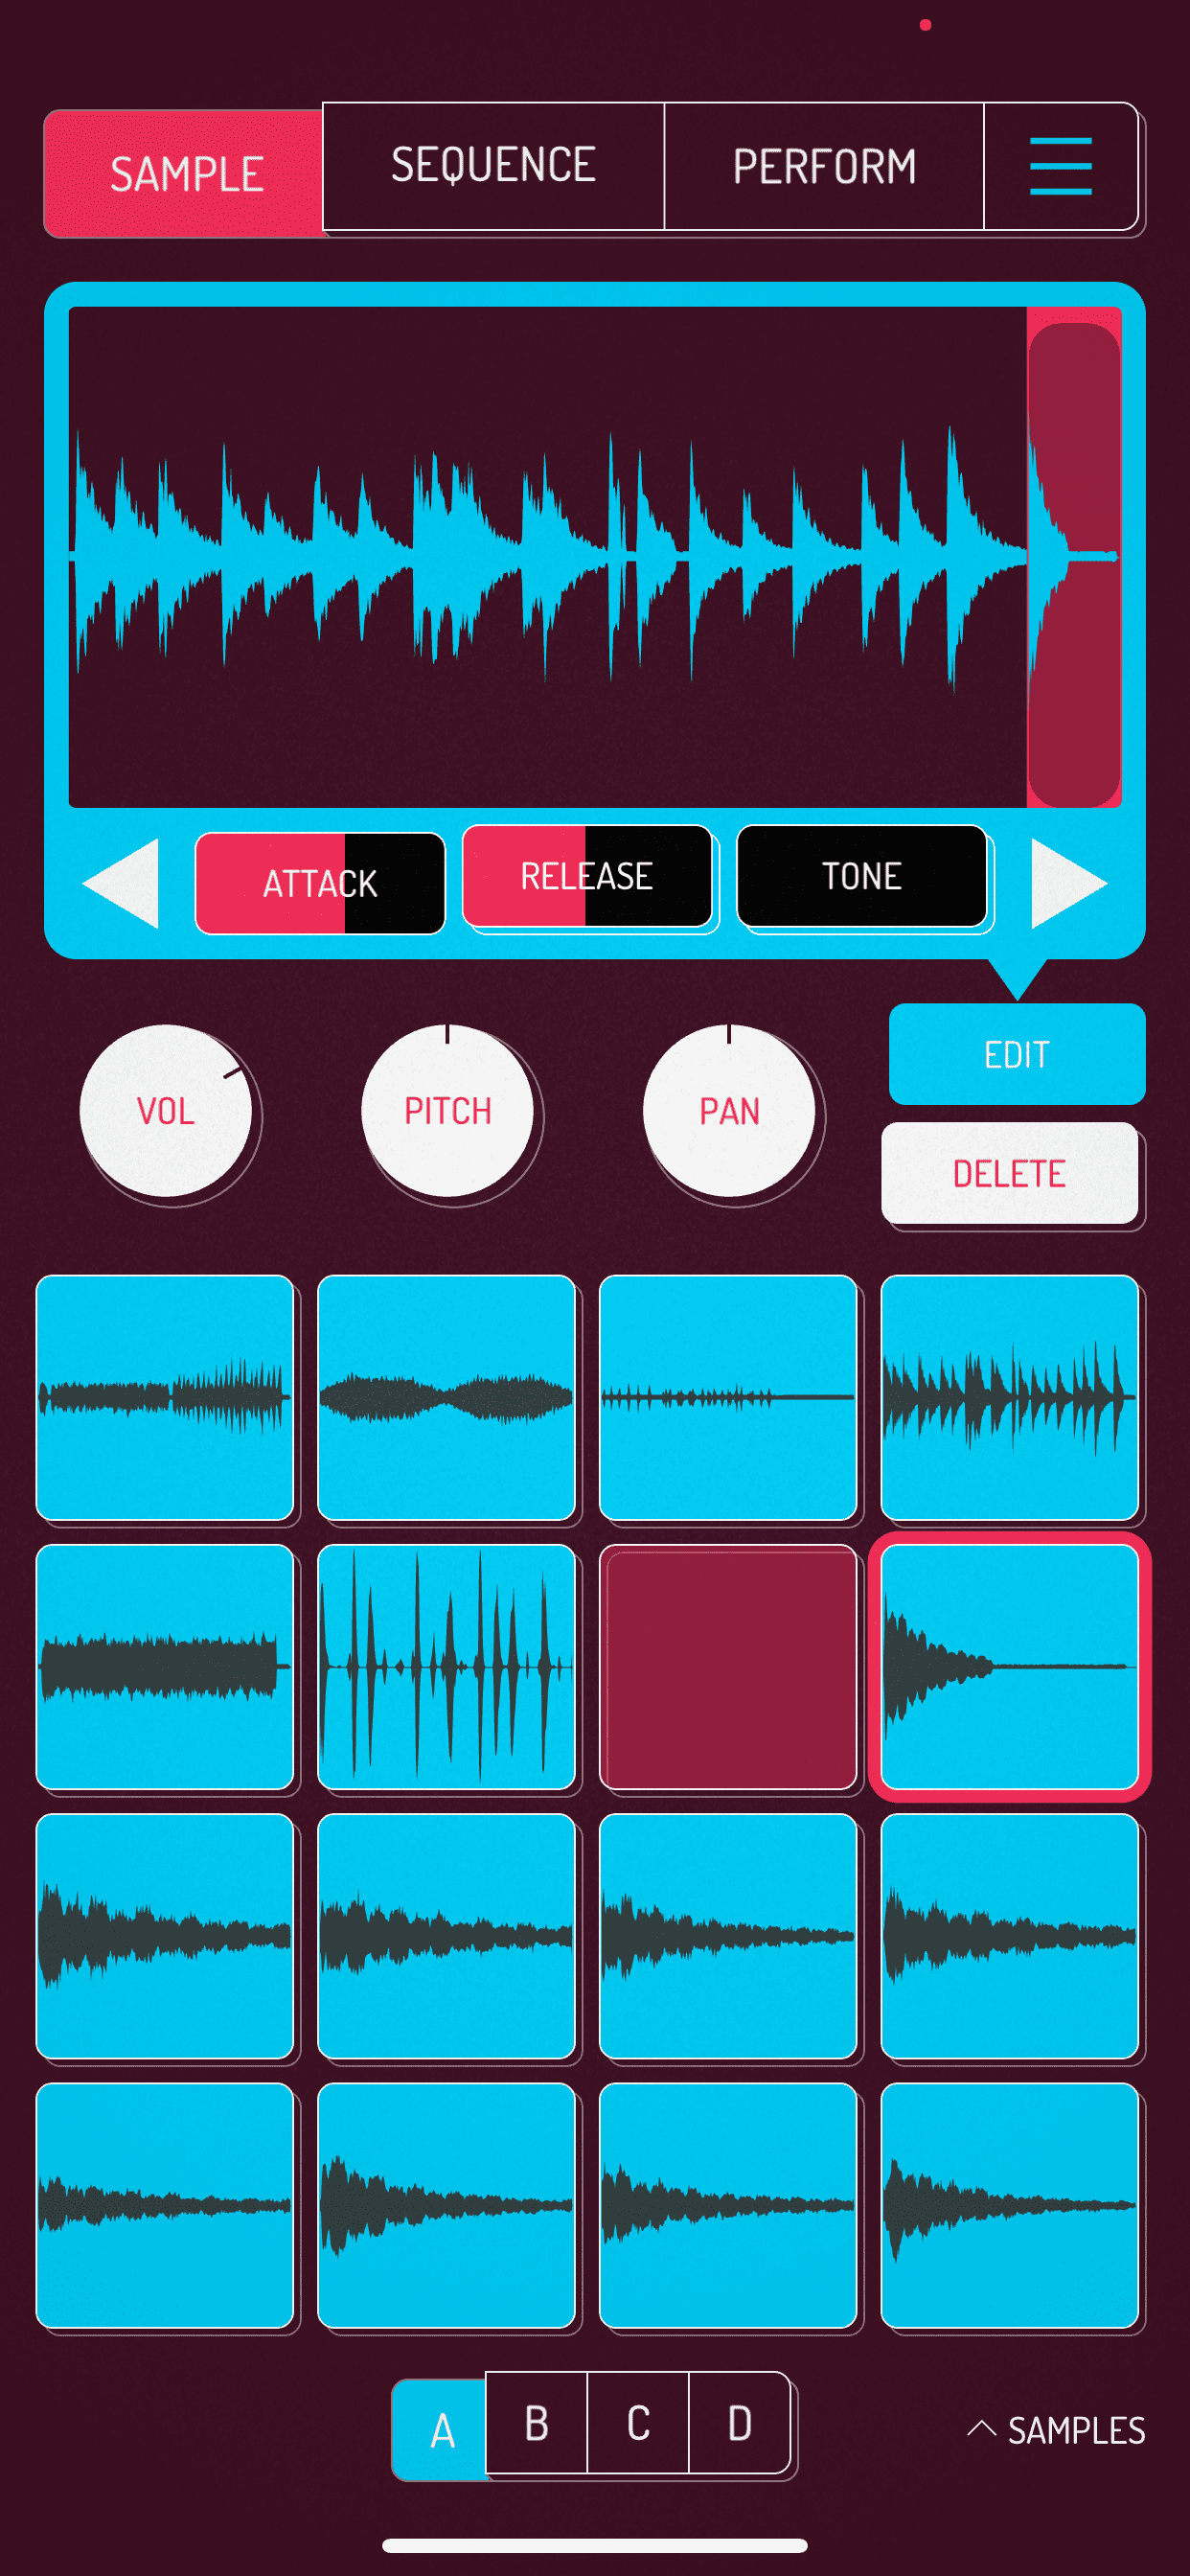 SAMPLE
SEQUENCE
PERFORM
ATTACK
RELEASE
TONE
VOL
PITCH
PAN
EDIT
DELETE
A
B
C
D
SAMPLES